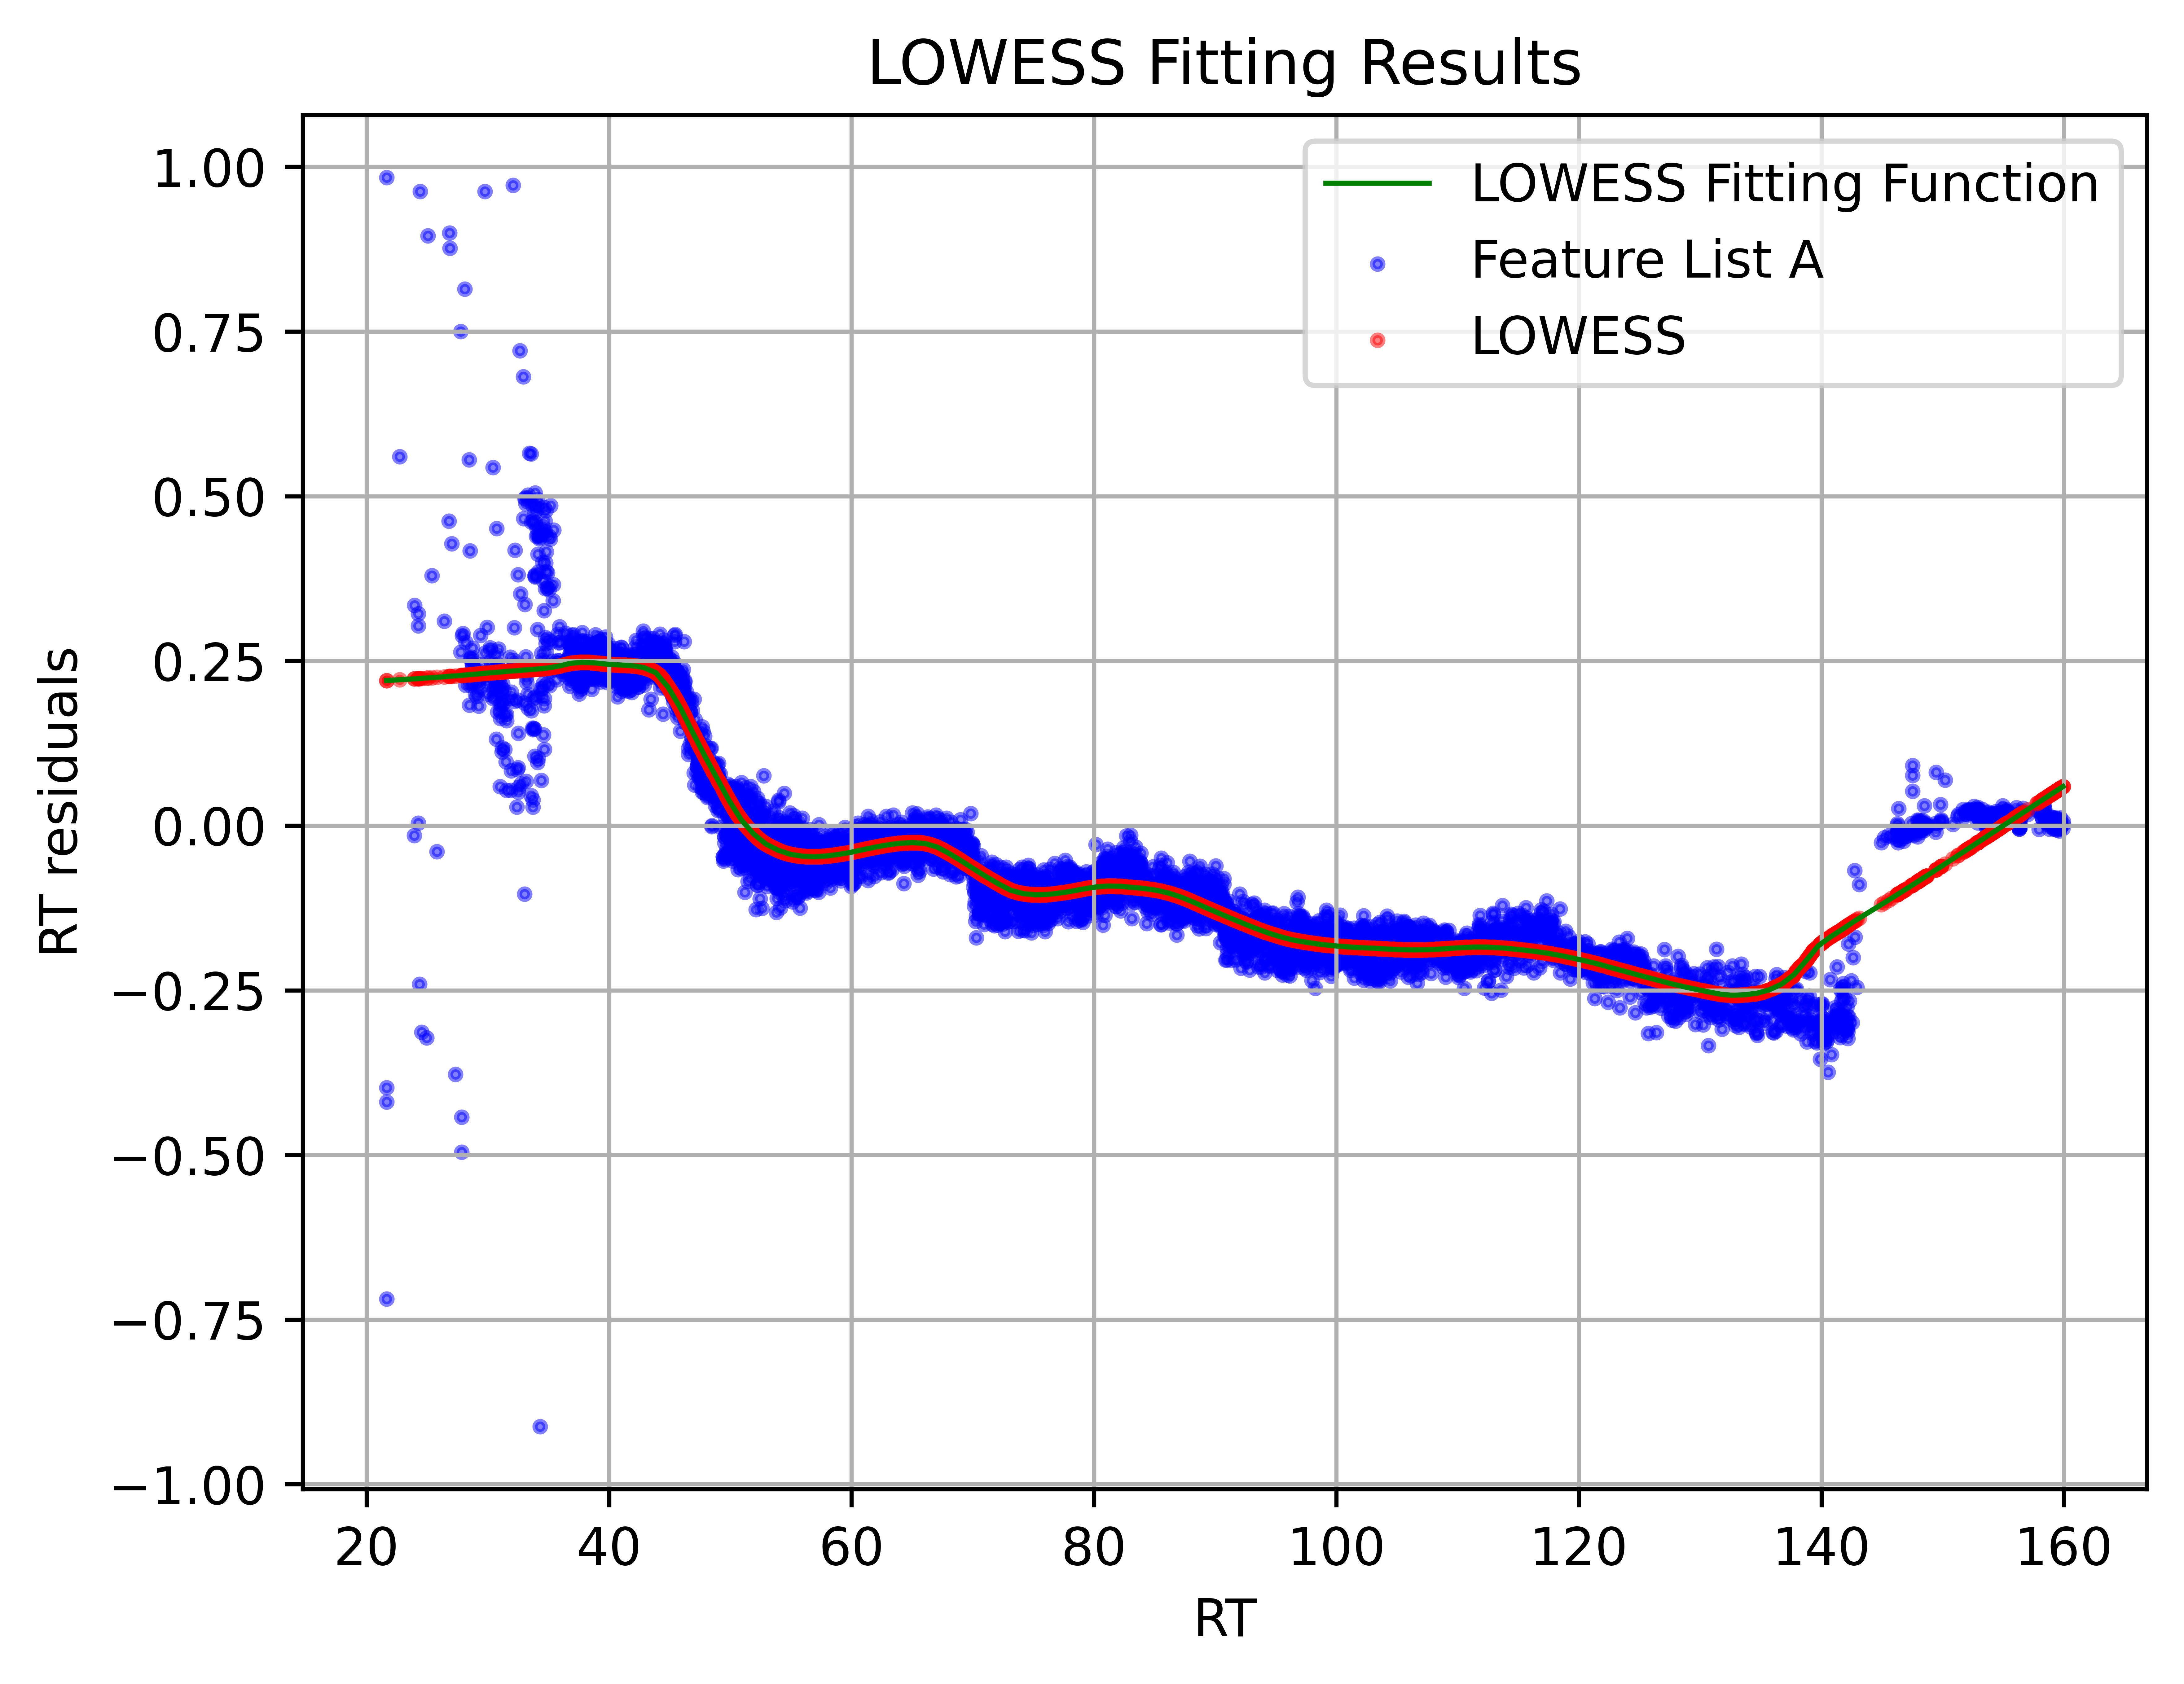 LOWESS Fitting Results
LOWESS Fitting Function
Feature List A
LOWESS
RT residuals
1.00
0.75
0.50
0.25
0.00
−0.25
−0.50
−0.75
−1.00
20 40 60 80 100 120 140 160
RT